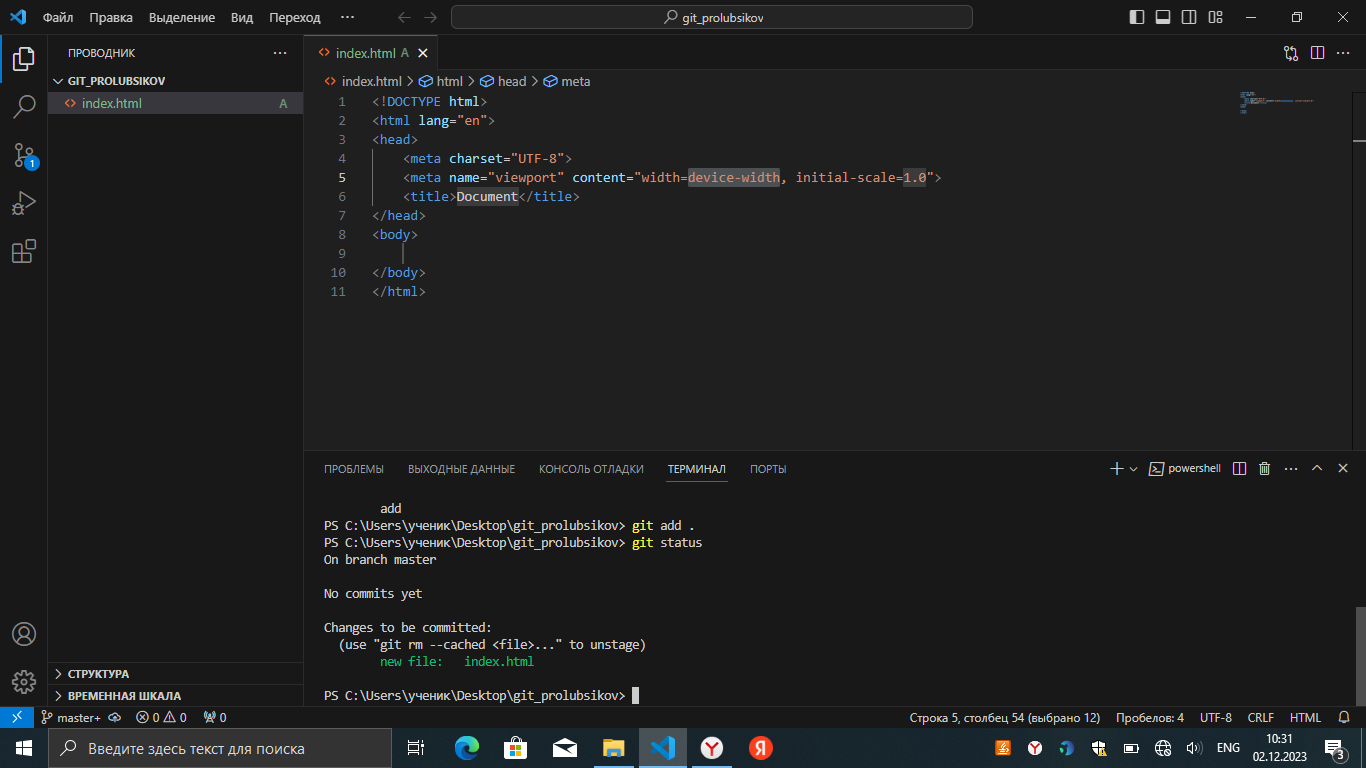 Файл Правка Выделение Вид Переход ··· git_prolubsikov
ПРОВОДНИК ···
GIT_PROLUBSIKOV
index.html A
1
index.html A
index.html > html > head > meta
1 <!DOCTYPE html>
2 <html lang="en">
3 <head>
4 <meta charset="UTF-8">
5 <meta name="viewport" content="width=device-width, initial-scale=1.0">
6 <title>Document</title>
7 </head>
8 <body>
9
10 </body>
11 </html>
ПРОБЛЕМЫ ВЫХОДНЫЕ ДАННЫЕ КОНСОЛЬ ОТЛАДКИ ТЕРМИНАЛ ПОРТЫ powershell
add
PS C:\Users\ученик\Desktop\git_prolubsikov> git add .
PS C:\Users\ученик\Desktop\git_prolubsikov> git status
On branch master
No commits yet
Changes to be committed:
(use "git rm --cached <file>..." to unstage)
new file: index.html
PS C:\Users\ученик\Desktop\git_prolubsikov>
СТРУКТУРА
ВРЕМЕННАЯ ШКАЛА
master+ 0 0 0 Строка 5, столбец 54 (выбрано 12) Пробелов: 4 UTF-8 CRLF HTML
Введите здесь текст для поиска
ENG
10:31
02.12.2023
3